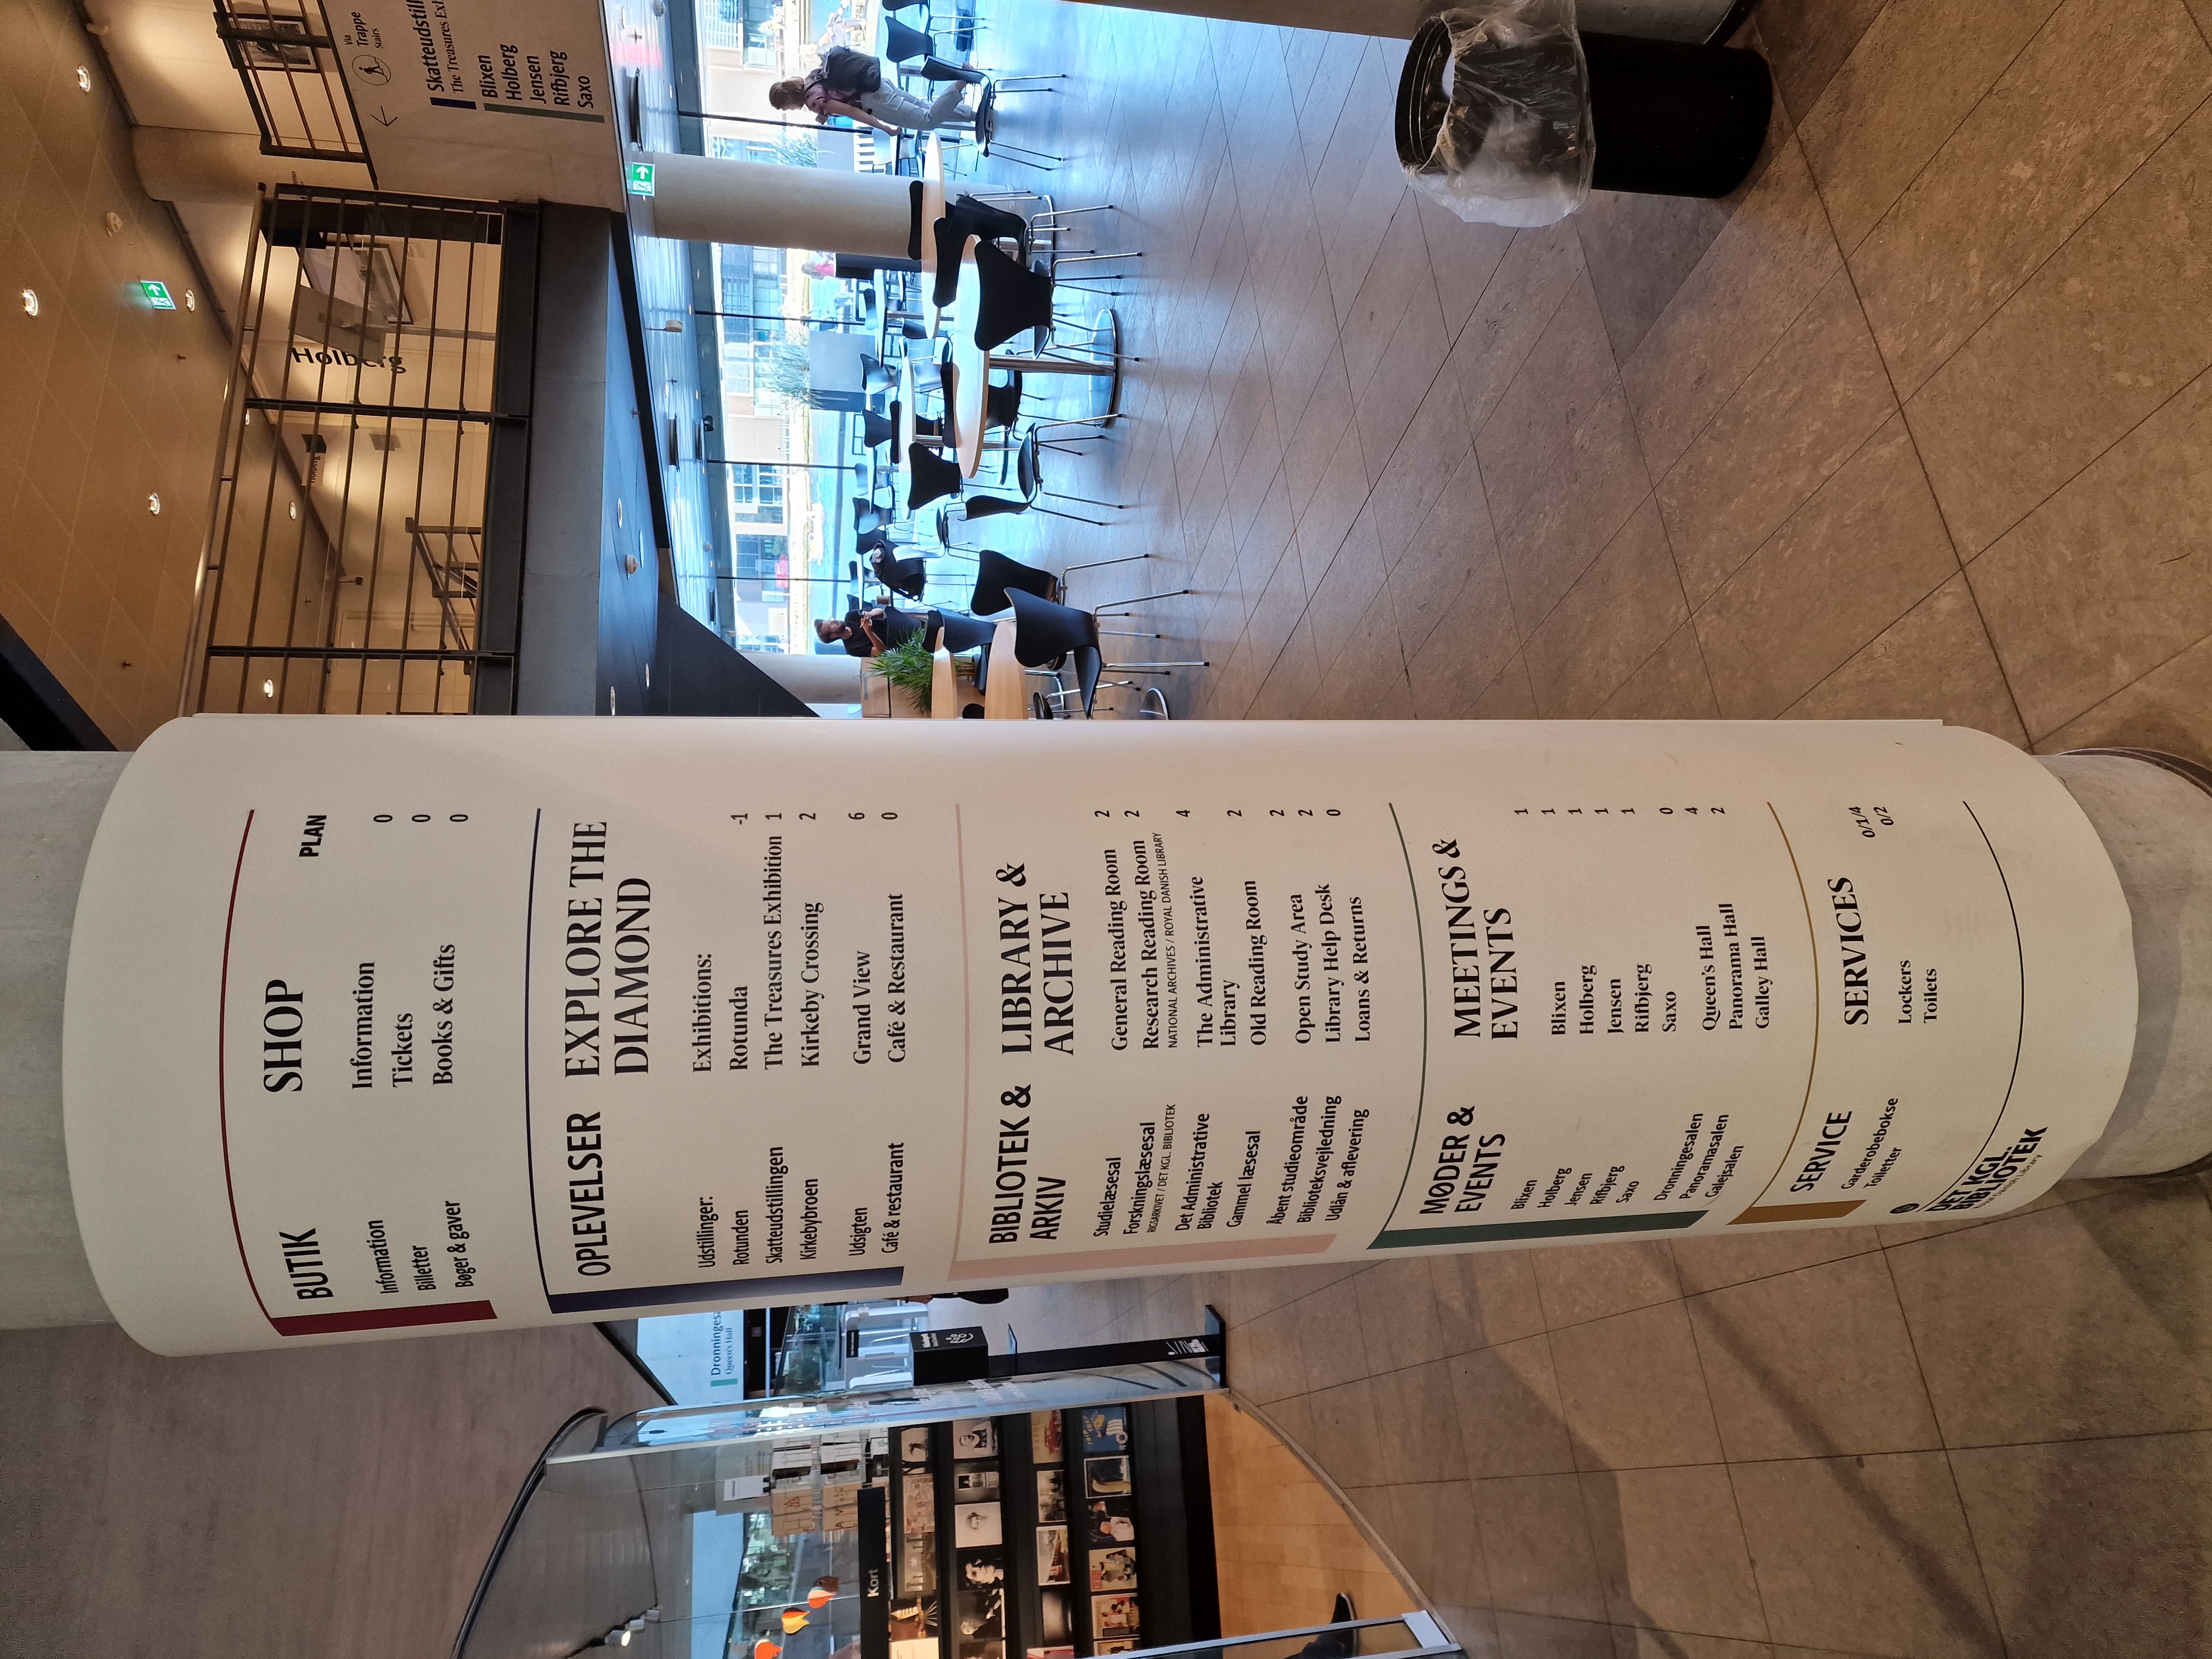 BUTIK SHOP PLAN
Information Information 0
Billetter Tickets 0
Bøger & gaver Books & Gifts 0
OPLEVELSER EXPLORE THE
DIAMOND
Udstillinger: Exhibitions:
Rotunden Rotunda -1
Skatteudstillingen The Treasures Exhibition 1
Kirkebybroen Kirkeby Crossing 2
Udsigten Grand View 6
Café & restaurant Café & Restaurant 0
BIBLIOTEK & LIBRARY &
ARKIV ARCHIVE
Studielæsesal General Reading Room 2
Forskningslæsesal Research Reading Room 2
RIGSARKIVET / DET KGL. BIBLIOTEK NATIONAL ARCHIVES / ROYAL DANISH LIBRARY
Det Administrative The Administrative 4
Bibliotek Library
Gammel læsesal Old Reading Room 2
Åbent studieområde Open Study Area 2
Biblioteksvejledning Library Help Desk 2
Udlån & aflevering Loans & Returns 0
MØDER & MEETINGS &
EVENTS EVENTS
Blixen Blixen 1
Holberg Holberg 1
Jensen Jensen 1
Rifbjerg Rifbjerg 1
Saxo Saxo 1
Dronningesalen Queen's Hall 0
Panoramasalen Panorama Hall 4
Galejsalen Galley Hall 2
SERVICE SERVICES
Garderobebokse Lockers 0/1/4
Toiletter Toilets 0/2
DET KGL.
BIBLIOTEK
Royal Danish Library
Via
Trappe
Stairs
Skatteudstill
The Treasures Ex
Blixen
Holberg
Jensen
Rifbjerg
Saxo
Holberg
Holberg
Dronninges
Queen's Hall
Kort